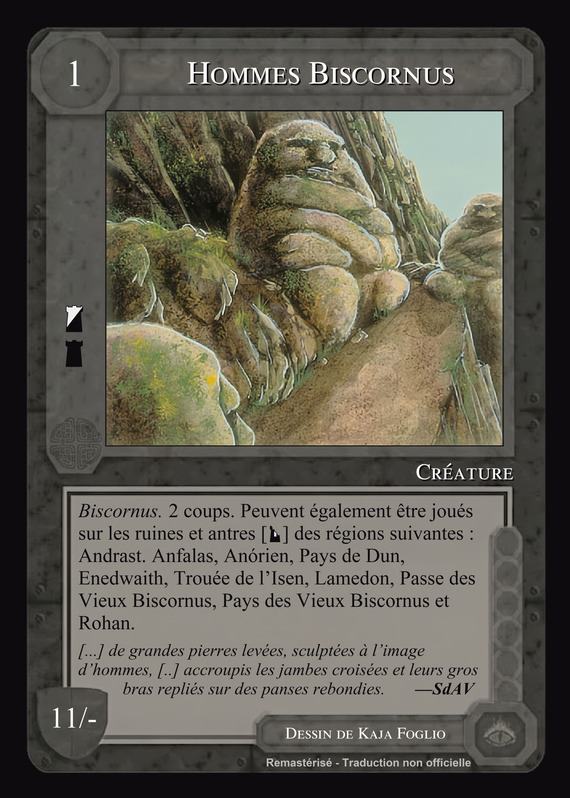 1
HOMMES BISCORNUS
CRÉATURE
Biscornus. 2 coups. Peuvent également être joués
sur les ruines et antres [] des régions suivantes :
Andrast. Anfalas, Anórien, Pays de Dun,
Enedwaith, Trouée de l'Isen, Lamedon, Passe des
Vieux Biscornus, Pays des Vieux Biscornus et
Rohan.
[...] de grandes pierres levées, sculptées à l'image
d'hommes, [..] accroupis les jambes croisées et leurs gros
bras repliés sur des panses rebondies. —SdAV
11/-
DESSIN DE KAJA FOGLIO
Remastérisé - Traduction non officielle